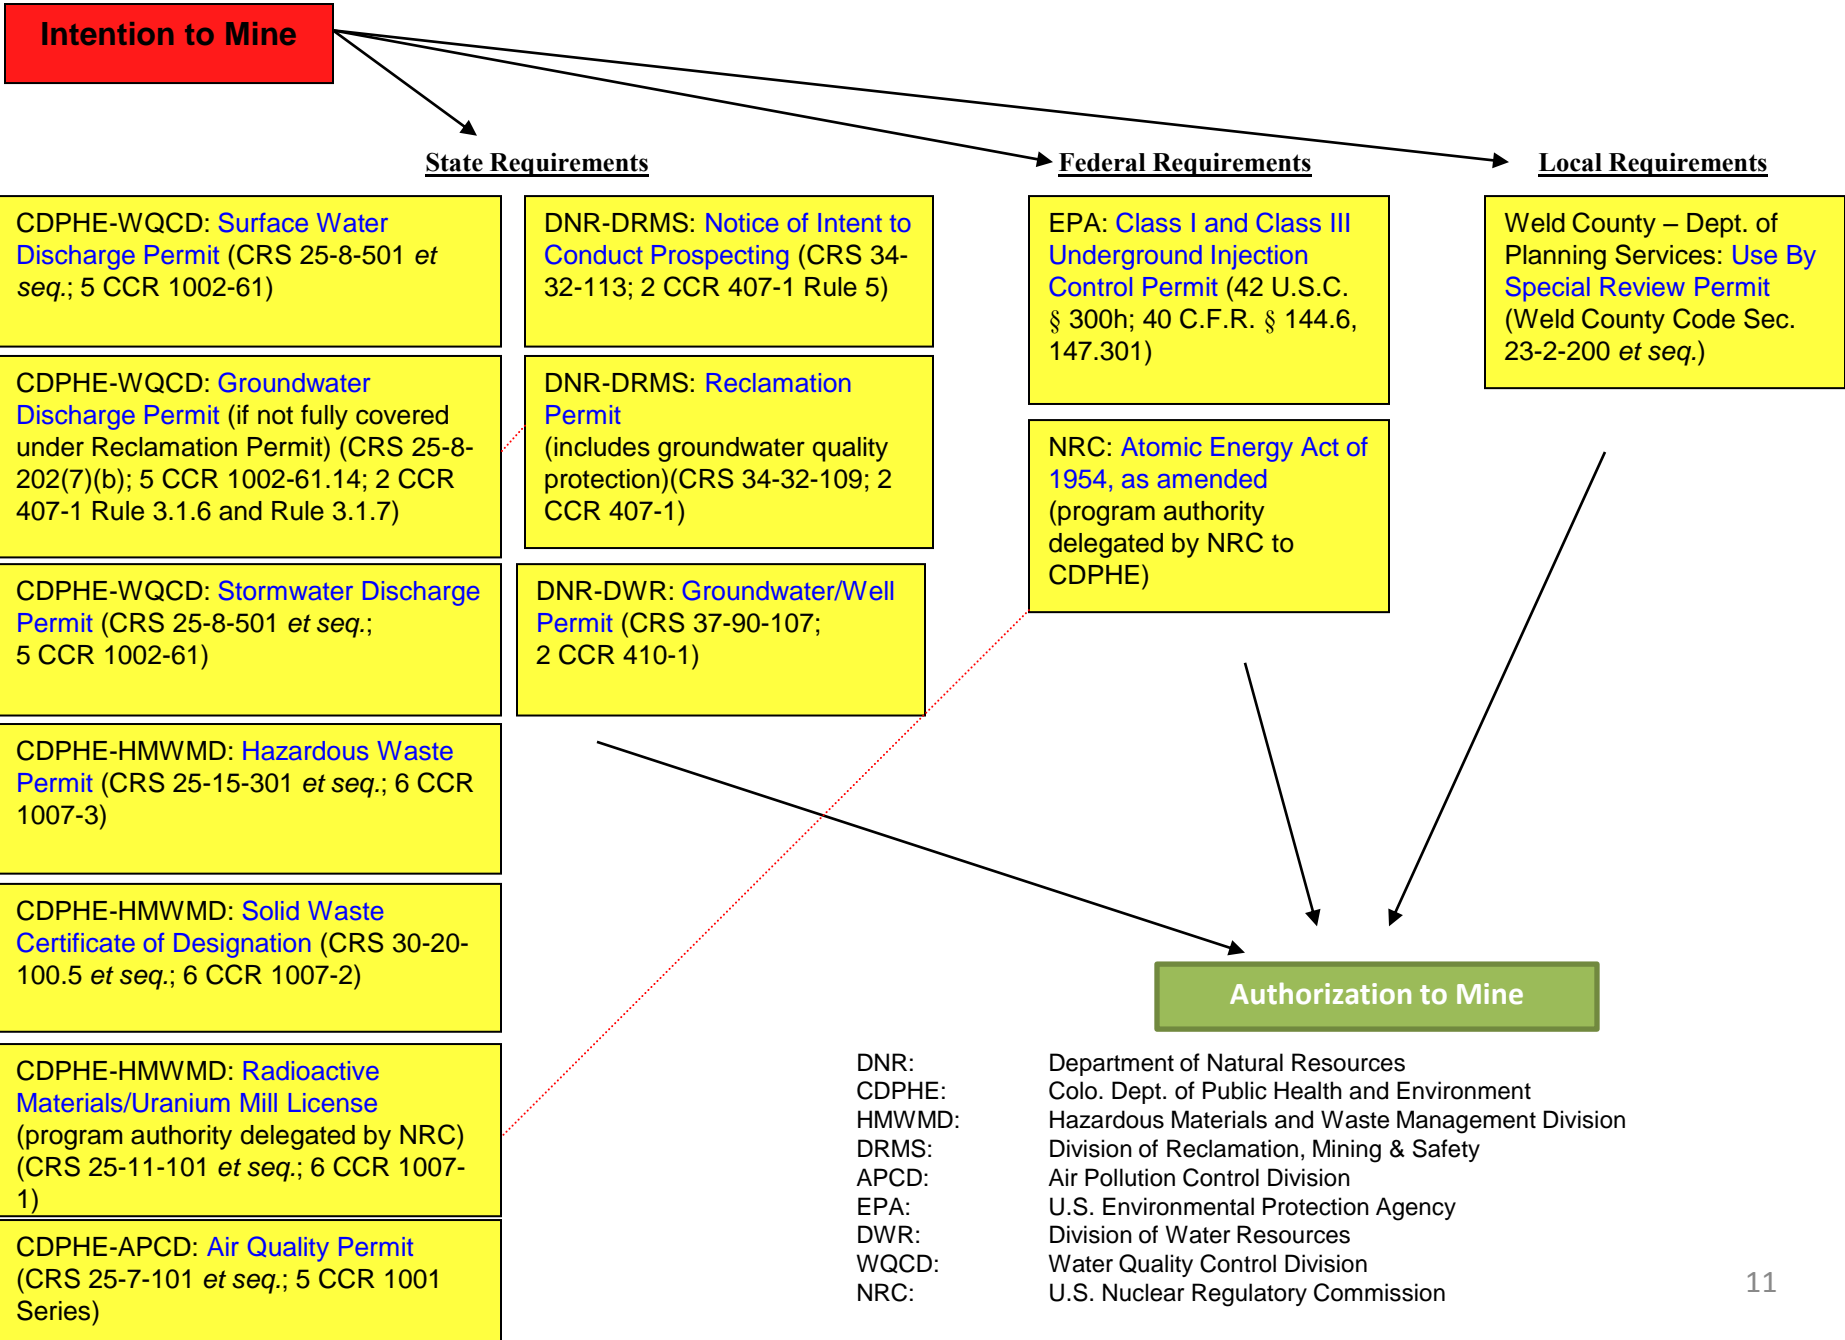 Intention to Mine
State Requirements
Federal Requirements
Local Requirements
CDPHE-WQCD: Surface Water
Discharge Permit (CRS 25-8-501 et
seq.; 5 CCR 1002-61)
CDPHE-WQCD: Groundwater
Discharge Permit (if not fully covered
under Reclamation Permit) (CRS 25-8-
202(7)(b); 5 CCR 1002-61.14; 2 CCR
407-1 Rule 3.1.6 and Rule 3.1.7)
CDPHE-WQCD: Stormwater Discharge
Permit (CRS 25-8-501 et seq.;
5 CCR 1002-61)
CDPHE-HMWMD: Hazardous Waste
Permit (CRS 25-15-301 et seq.; 6 CCR
1007-3)
CDPHE-HMWMD: Solid Waste
Certificate of Designation (CRS 30-20-
100.5 et seq.; 6 CCR 1007-2)
CDPHE-HMWMD: Radioactive
Materials/Uranium Mill License
(program authority delegated by NRC)
(CRS 25-11-101 et seq.; 6 CCR 1007-
1)
CDPHE-APCD: Air Quality Permit
(CRS 25-7-101 et seq.; 5 CCR 1001
Series)
DNR-DRMS: Notice of Intent to
Conduct Prospecting (CRS 34-
32-113; 2 CCR 407-1 Rule 5)
DNR-DRMS: Reclamation
Permit
(includes groundwater quality
protection)(CRS 34-32-109; 2
CCR 407-1)
DNR-DWR: Groundwater/Well
Permit (CRS 37-90-107;
2 CCR 410-1)
EPA: Class I and Class III
Underground Injection
Control Permit (42 U.S.C.
§ 300h; 40 C.F.R. § 144.6,
147.301)
NRC: Atomic Energy Act of
1954, as amended
(program authority
delegated by NRC to
CDPHE)
Weld County – Dept. of
Planning Services: Use By
Special Review Permit
(Weld County Code Sec.
23-2-200 et seq.)
Authorization to Mine
DNR: Department of Natural Resources
CDPHE: Colo. Dept. of Public Health and Environment
HMWMD: Hazardous Materials and Waste Management Division
DRMS: Division of Reclamation, Mining & Safety
APCD: Air Pollution Control Division
EPA: U.S. Environmental Protection Agency
DWR: Division of Water Resources
WQCD: Water Quality Control Division
NRC: U.S. Nuclear Regulatory Commission
11